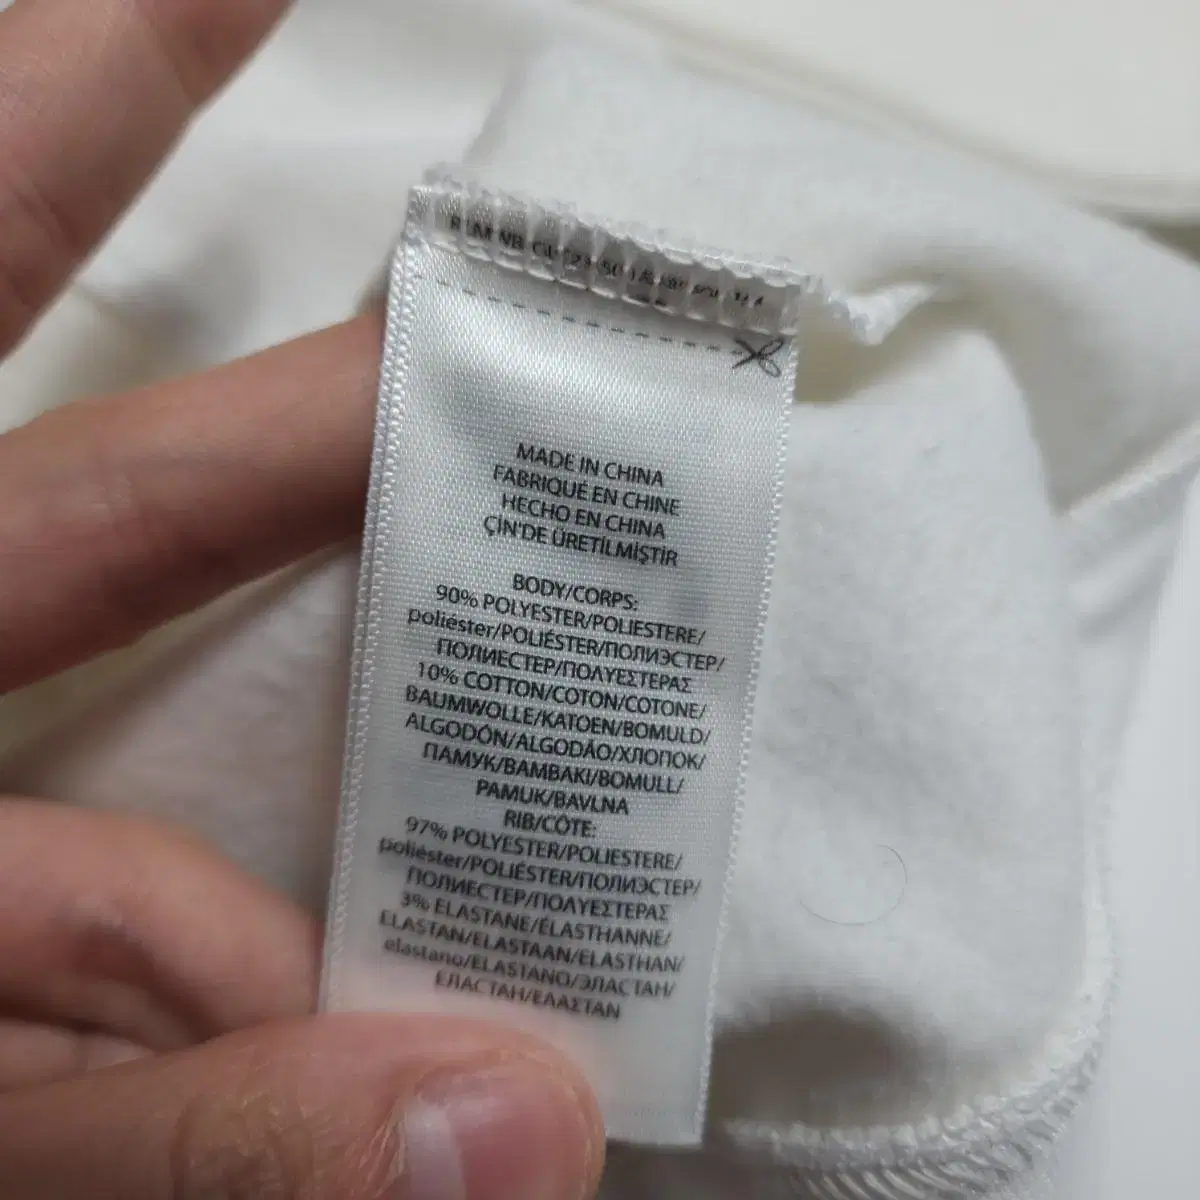 MADE IN CHINA
FABRIQUÉ EN CHINE
HECHO EN CHINA
ÇİN'DE ÜRETİLMİŞTİR
BODY/CORPS:
90% POLYESTER/POLIESTERE/
poliéster/POLIÉSTER/ПОЛИЭСТЕР/
ПОЛИЕСТЕР/ΠΟΛΥΕΣΤΕΡΑΣ
10% COTTON/COTON/COTONE/
BAUMWOLLE/KATOEN/BOMULD/
ALGODÓN/ALGODÃO/ХЛОПОК/
ПАМУК/ΒΑΜΒΑΚΙ/BOMULL/
PAMUK/BAVLNA
RIB/CÔTE:
97% POLYESTER/POLIESTERE/
poliéster/POLIÉSTER/ПОЛИЭСТЕР/
ПОЛИЕСТЕР/ΠΟΛΥΕΣΤΕΡΑΣ
3% ELASTANE/ÉLASTHANNE/
ELASTAN/ELASTAAN/ELASTHAN/
elastano/ELASTANO/ЭЛАСТАН/
ЕЛАСТАН/ΕΛΑΣΤΑΝ